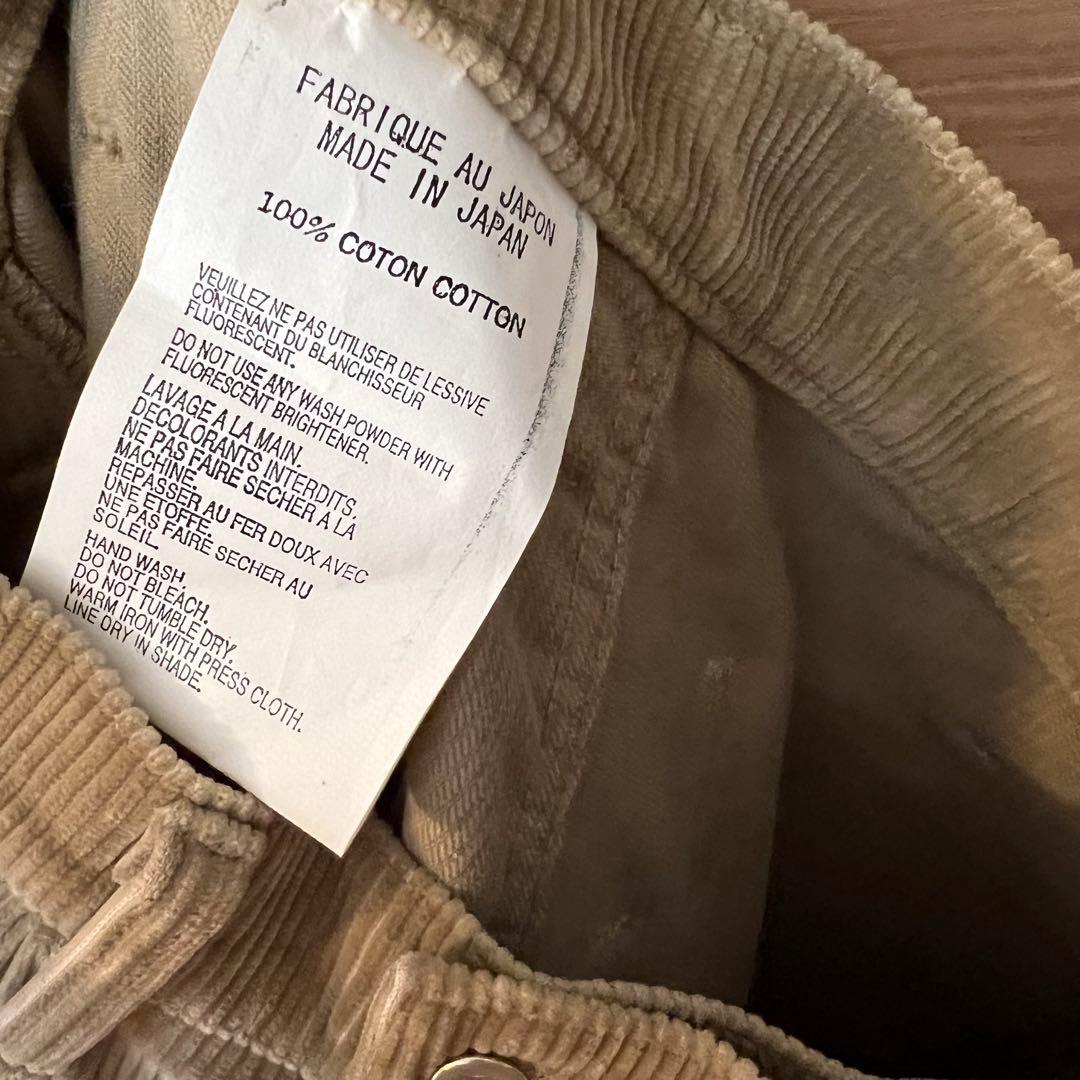 FABRIQUE AU JAPON
MADE IN JAPAN
100% COTON COTTON
VEUILLEZ NE PAS UTILISER DE LESSIVE
CONTENANT DU BLANCHISSEUR
FLUORESCENT.
DO NOT USE ANY WASH POWDER WITH
FLUORESCENT BRIGHTENER.
LAVAGE A LA MAIN.
DECOLORANTS INTERDITS.
NE PAS FAIRE SECHER A LA
MACHINE.
REPASSER AU FER DOUX AVEC
UNE ETOFFE.
NE PAS FAIRE SECHER AU
SOLEIL.
HAND WASH.
DO NOT BLEACH.
DO NOT TUMBLE DRY.
WARM IRON WITH PRESS CLOTH.
LINE DRY IN SHADE.